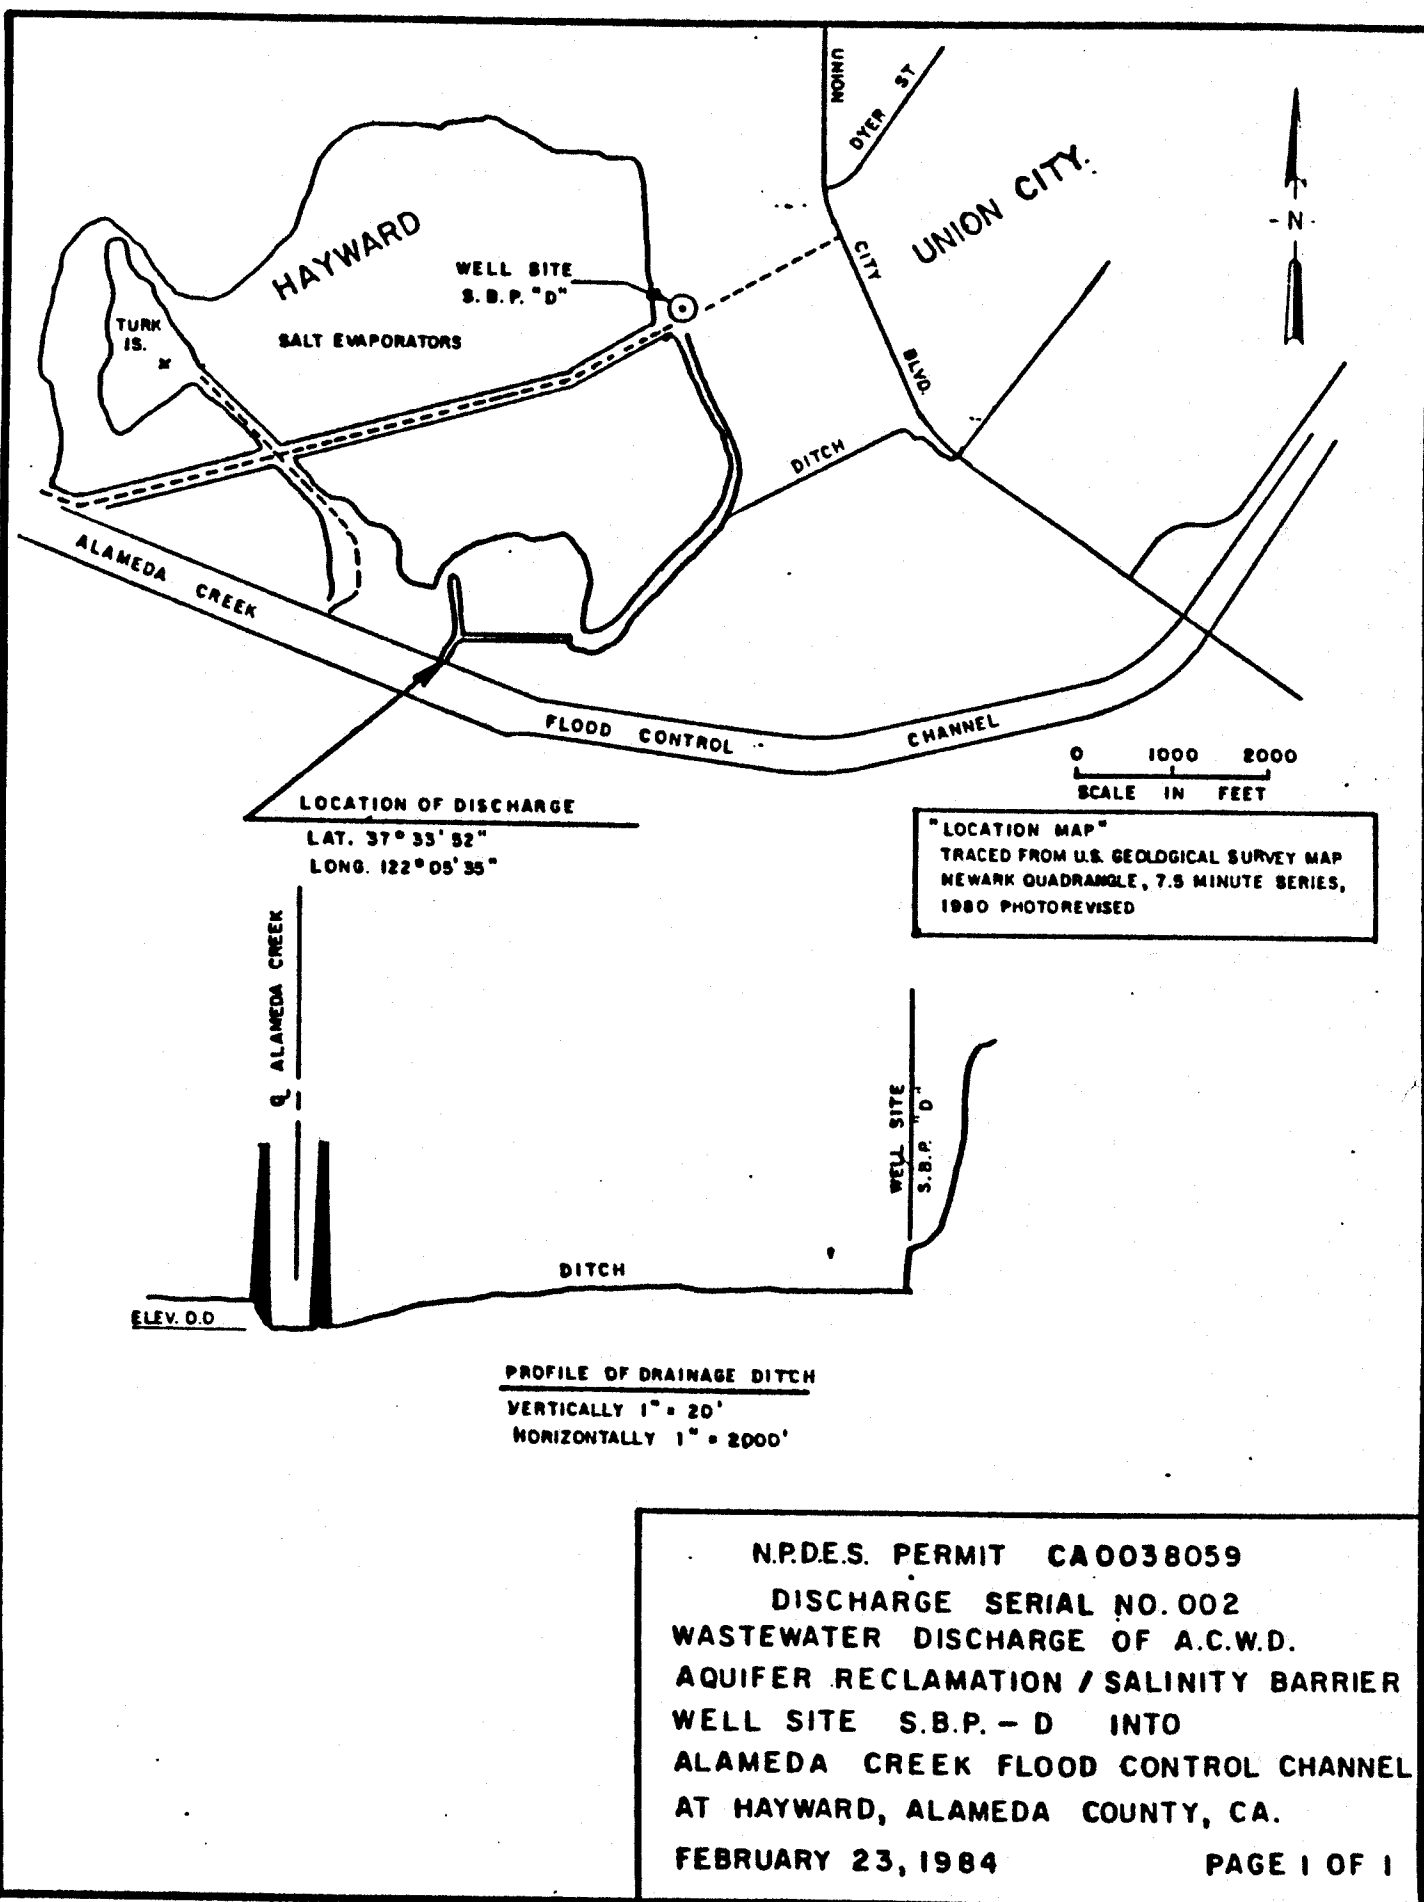 UNION
DYER ST
UNION CITY
HAYWARD
- N -
WELL SITE
S.B.P. "D"
CITY
TURK
IS.
SALT EVAPORATORS
BLVD.
DITCH
ALAMEDA CREEK
FLOOD CONTROL CHANNEL
0 1000 2000
SCALE IN FEET
LOCATION OF DISCHARGE
LAT. 37° 33' 52"
LONG. 122° 05' 35"
"LOCATION MAP"
TRACED FROM U.S. GEOLOGICAL SURVEY MAP
NEWARK QUADRANGLE, 7.5 MINUTE SERIES,
1980 PHOTOREVISED
ALAMEDA CREEK
WELL SITE
S.B.P. "D"
DITCH
ELEV. 0.0
PROFILE OF DRAINAGE DITCH
VERTICALLY 1" = 20'
HORIZONTALLY 1" = 2000'
N.P.D.E.S. PERMIT CA0038059
DISCHARGE SERIAL NO. 002
WASTEWATER DISCHARGE OF A.C.W.D.
AQUIFER RECLAMATION / SALINITY BARRIER
WELL SITE S.B.P. - D INTO
ALAMEDA CREEK FLOOD CONTROL CHANNEL
AT HAYWARD, ALAMEDA COUNTY, CA.
FEBRUARY 23, 1984 PAGE 1 OF 1